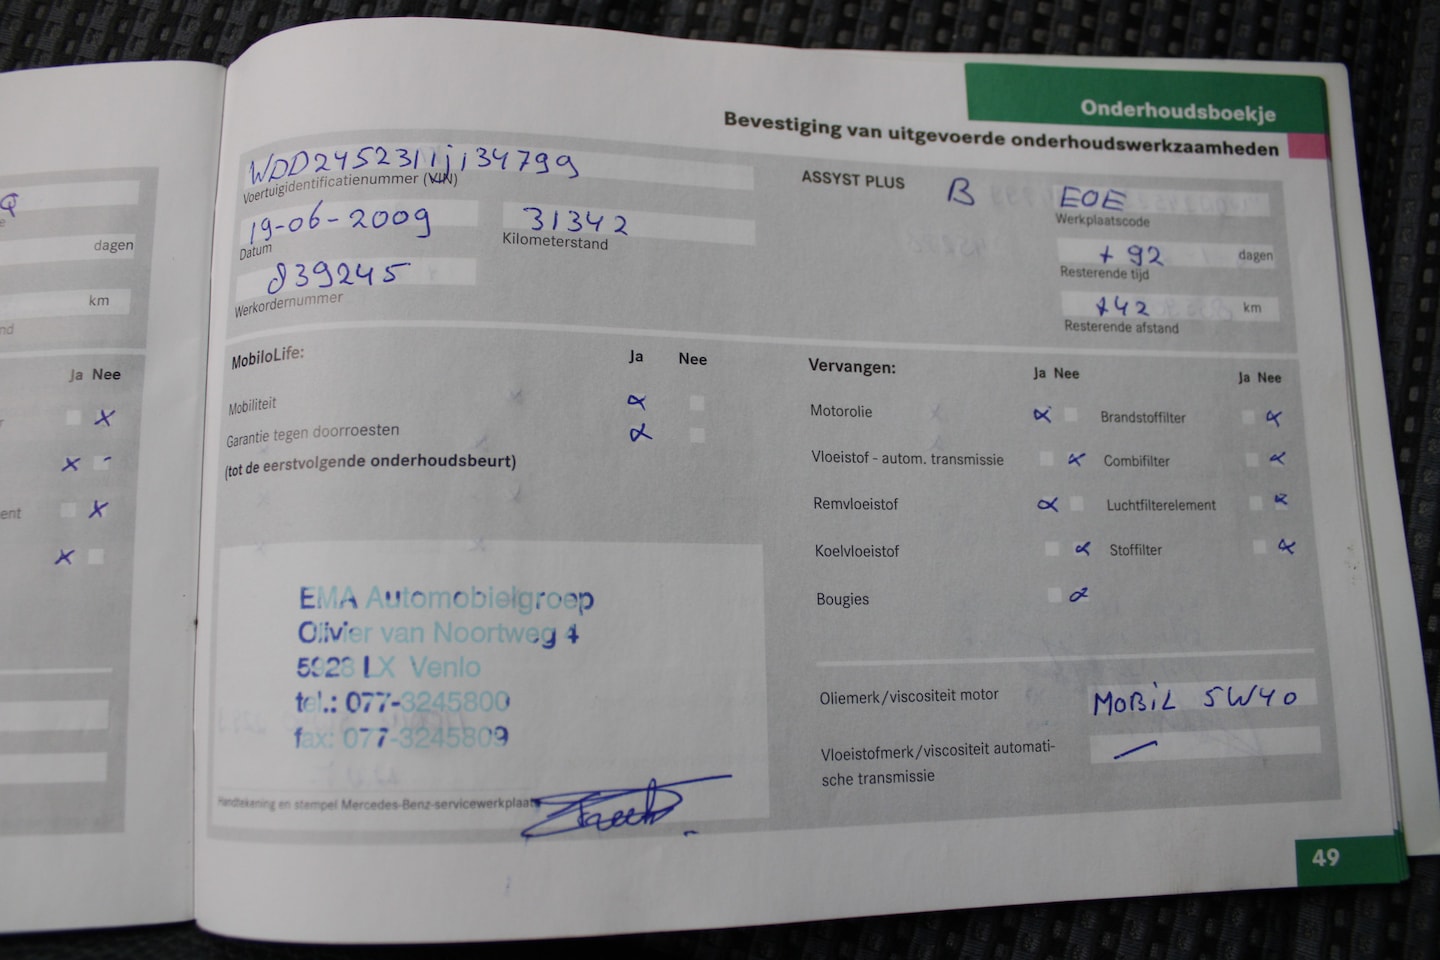 Onderhoudsboekje
Bevestiging van uitgevoerde onderhoudswerkzaamheden
WDD2452311j134799
Voertuigidentificatienummer (VIN)
19-06-2009
Datum
31342
Kilometerstand
839245
Werkordernummer
ASSYST PLUS B
EOE
Werkplaatscode
+ 92 dagen
Resterende tijd
+42 km
Resterende afstand
MobiloLife: Ja Nee
Mobiliteit
Garantie tegen doorroesten
(tot de eerstvolgende onderhoudsbeurt)
Vervangen: Ja Nee Ja Nee
Motorolie Brandstoffilter
Vloeistof - autom. transmissie Combifilter
Remvloeistof Luchtfilterelement
Koelvloeistof Stoffilter
Bougies
EMA Automobielgroep
Olivier van Noortweg 4
5928 LX Venlo
tel.: 077-3245800
fax: 077-3245809
Handtekening en stempel Mercedes-Benz-servicewerkplaats
Oliemerk/viscositeit motor MOBiL 5W40
Vloeistofmerk/viscositeit automati-
sche transmissie
49
dagen
km
Ja Nee